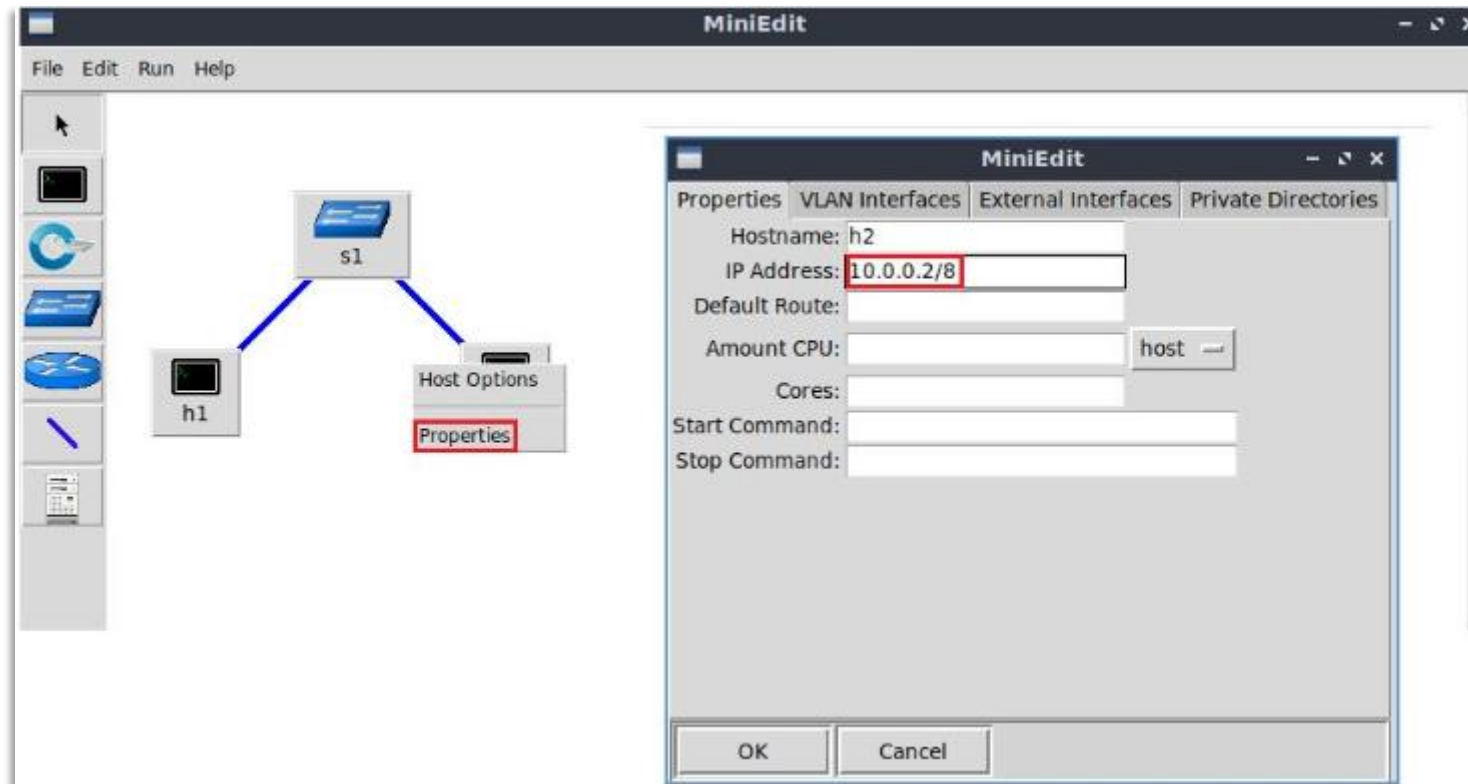 MiniEdit
File Edit Run Help
s1
h1
Host Options
Properties
MiniEdit
Properties VLAN Interfaces External Interfaces Private Directories
Hostname: h2
IP Address: 10.0.0.2/8
Default Route:
Amount CPU: host
Cores:
Start Command:
Stop Command:
OK Cancel